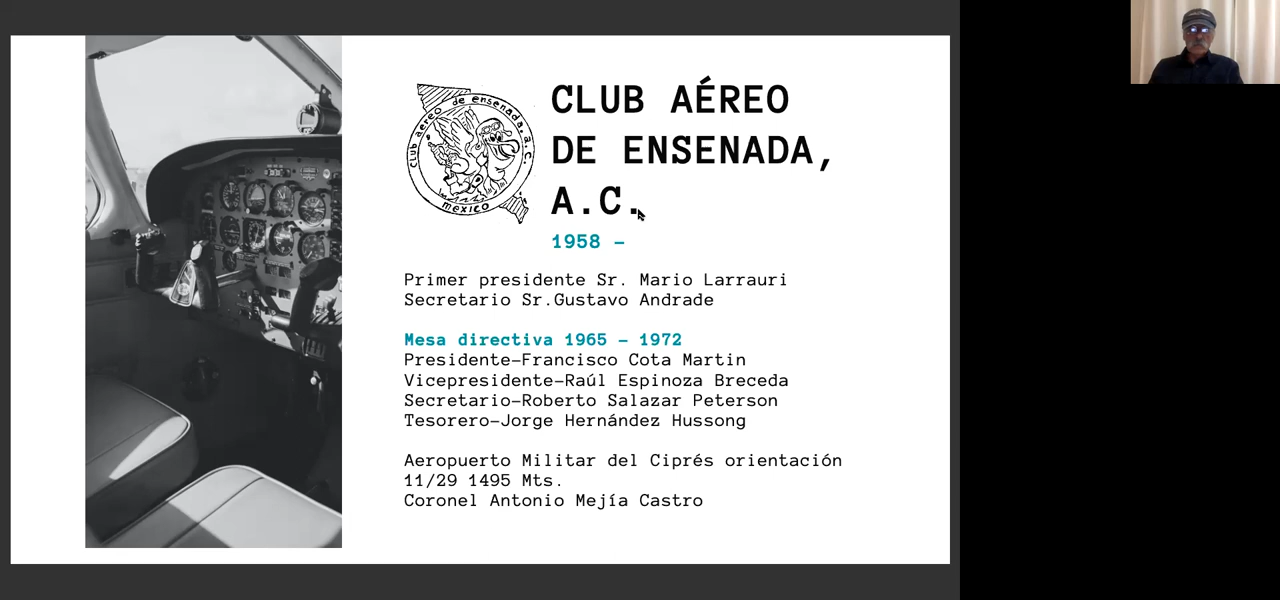 club aereo de ensenada, a.c.
mexico
CLUB AÉREO
DE ENSENADA,
A.C.
1958 -
Primer presidente Sr. Mario Larrauri
Secretario Sr.Gustavo Andrade
Mesa directiva 1965 - 1972
Presidente-Francisco Cota Martin
Vicepresidente-Raúl Espinoza Breceda
Secretario-Roberto Salazar Peterson
Tesorero-Jorge Hernández Hussong
Aeropuerto Militar del Ciprés orientación
11/29 1495 Mts.
Coronel Antonio Mejía Castro